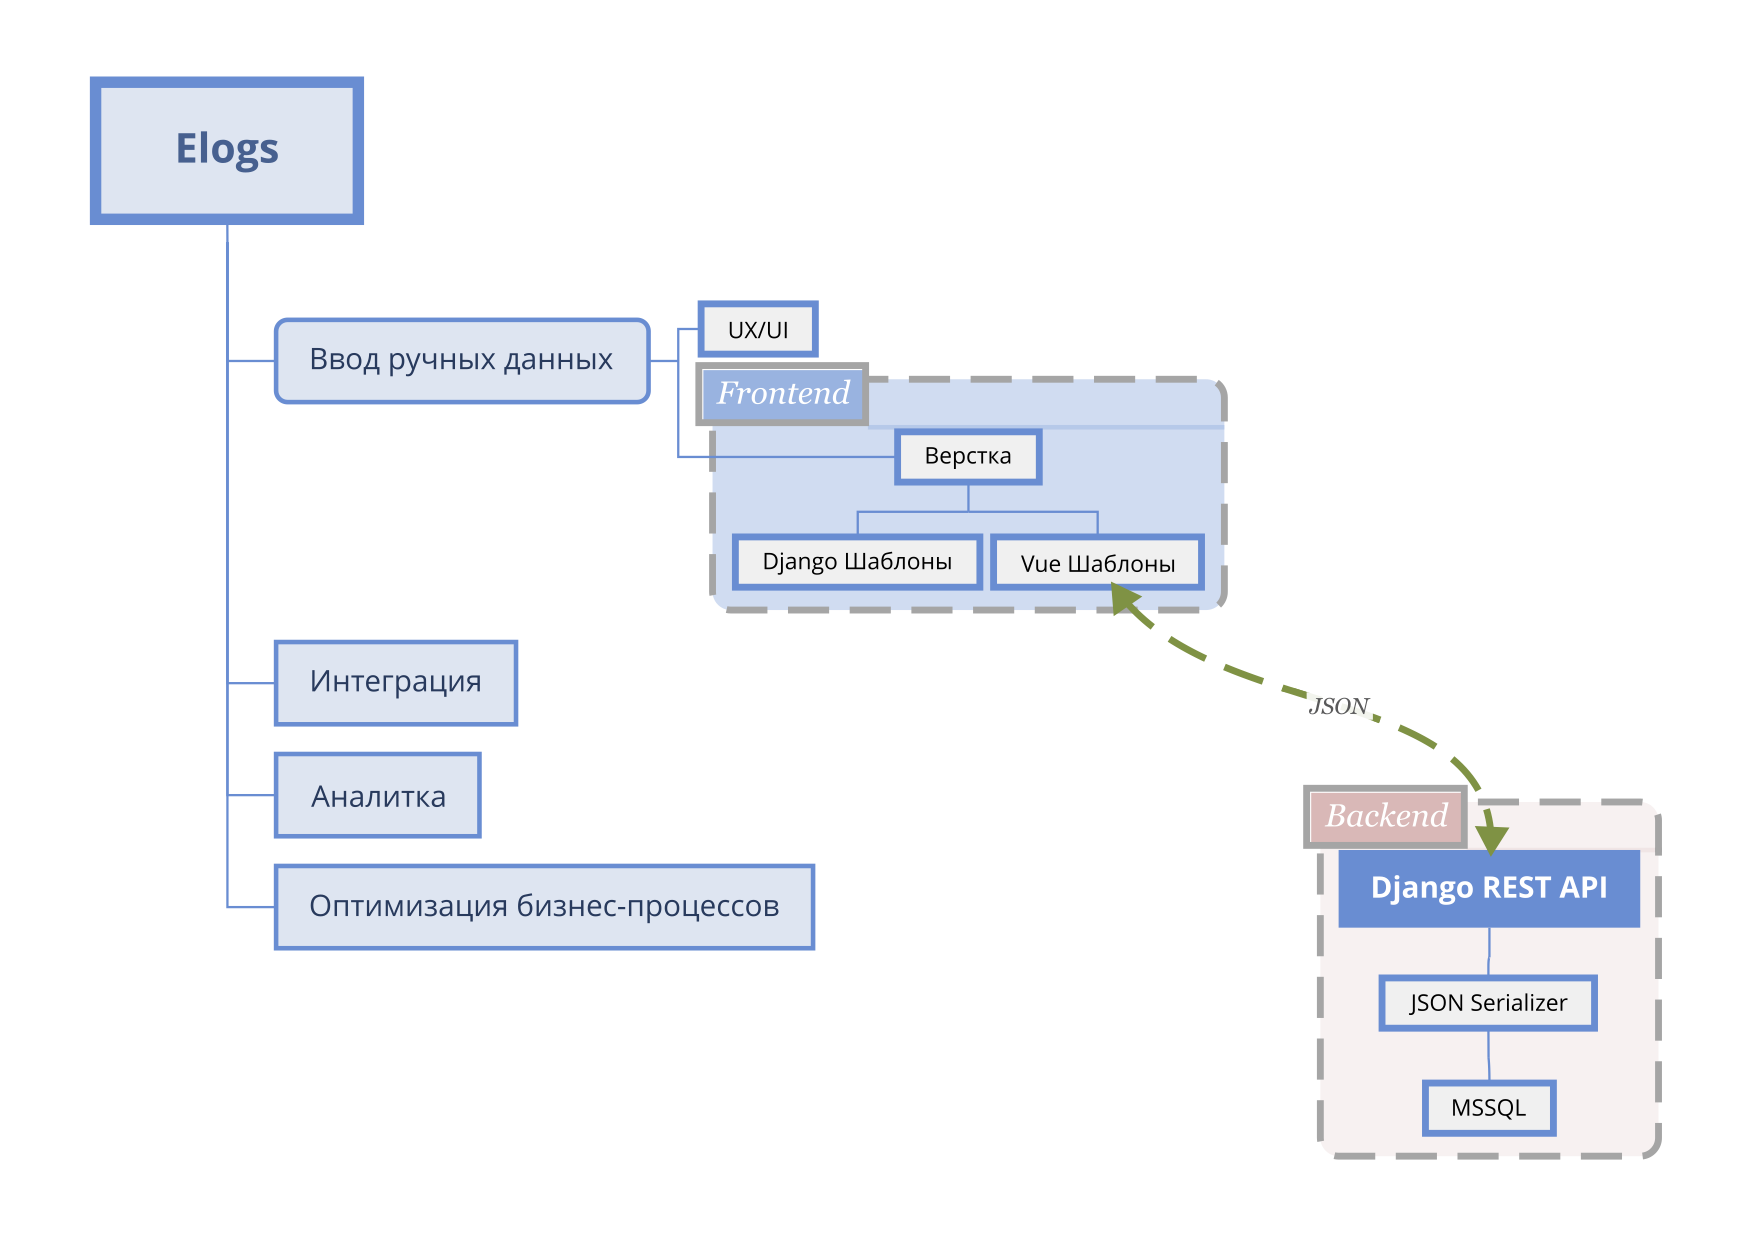 Elogs
Ввод ручных данных
UX/UI
Frontend
Верстка
Django Шаблоны
Vue Шаблоны
Интеграция
JSON
Аналитка
Backend
Django REST API
Оптимизация бизнес-процессов
JSON Serializer
MSSQL